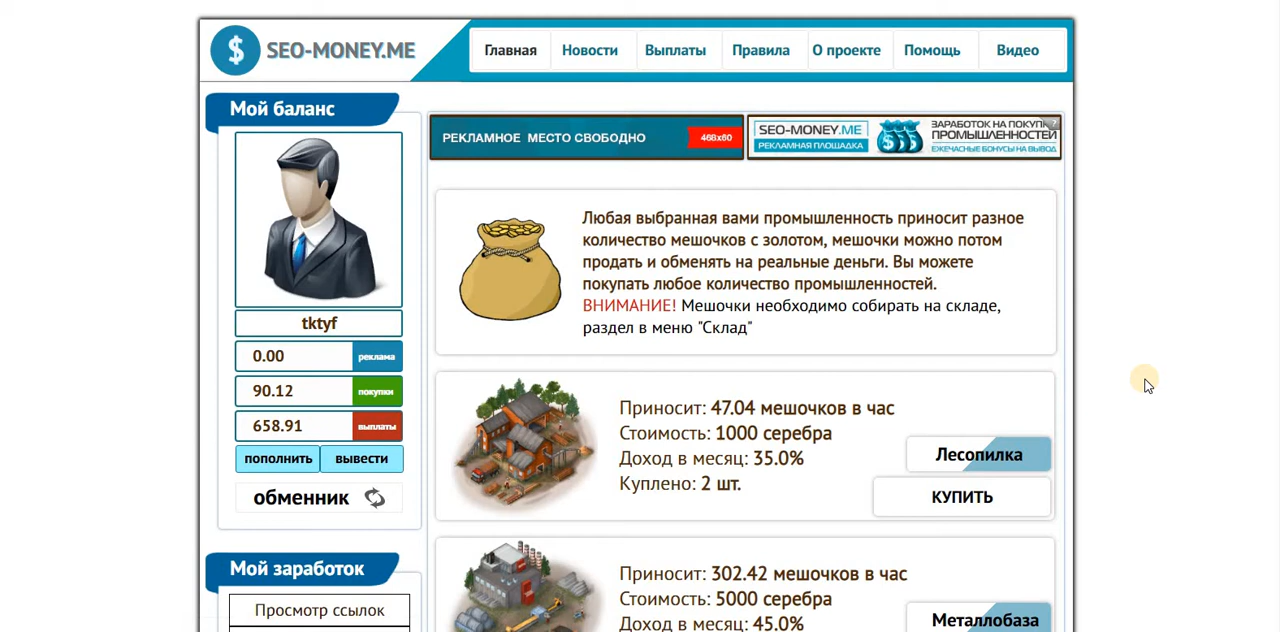 SEO-MONEY.ME
Главная Новости Выплаты Правила О проекте Помощь Видео
Мой баланс
tktyf
0.00 реклама
90.12 покупки
658.91 выплаты
пополнить вывести
обменник
Мой заработок
Просмотр ссылок
РЕКЛАМНОЕ МЕСТО СВОБОДНО 468x60
SEO-MONEY.ME
РЕКЛАМНАЯ ПЛОЩАДКА
ЗАРАБОТОК НА ПОКУПКЕ
ПРОМЫШЛЕННОСТЕЙ
ЕЖЕЧАСНЫЕ БОНУСЫ НА ВЫВОД
Любая выбранная вами промышленность приносит разное
количество мешочков с золотом, мешочки можно потом
продать и обменять на реальные деньги. Вы можете
покупать любое количество промышленностей.
ВНИМАНИЕ! Мешочки необходимо собирать на складе,
раздел в меню "Склад"
Приносит: 47.04 мешочков в час
Стоимость: 1000 серебра
Доход в месяц: 35.0%
Куплено: 2 шт.
Лесопилка
КУПИТЬ
Приносит: 302.42 мешочков в час
Стоимость: 5000 серебра
Доход в месяц: 45.0%
Металлобаза